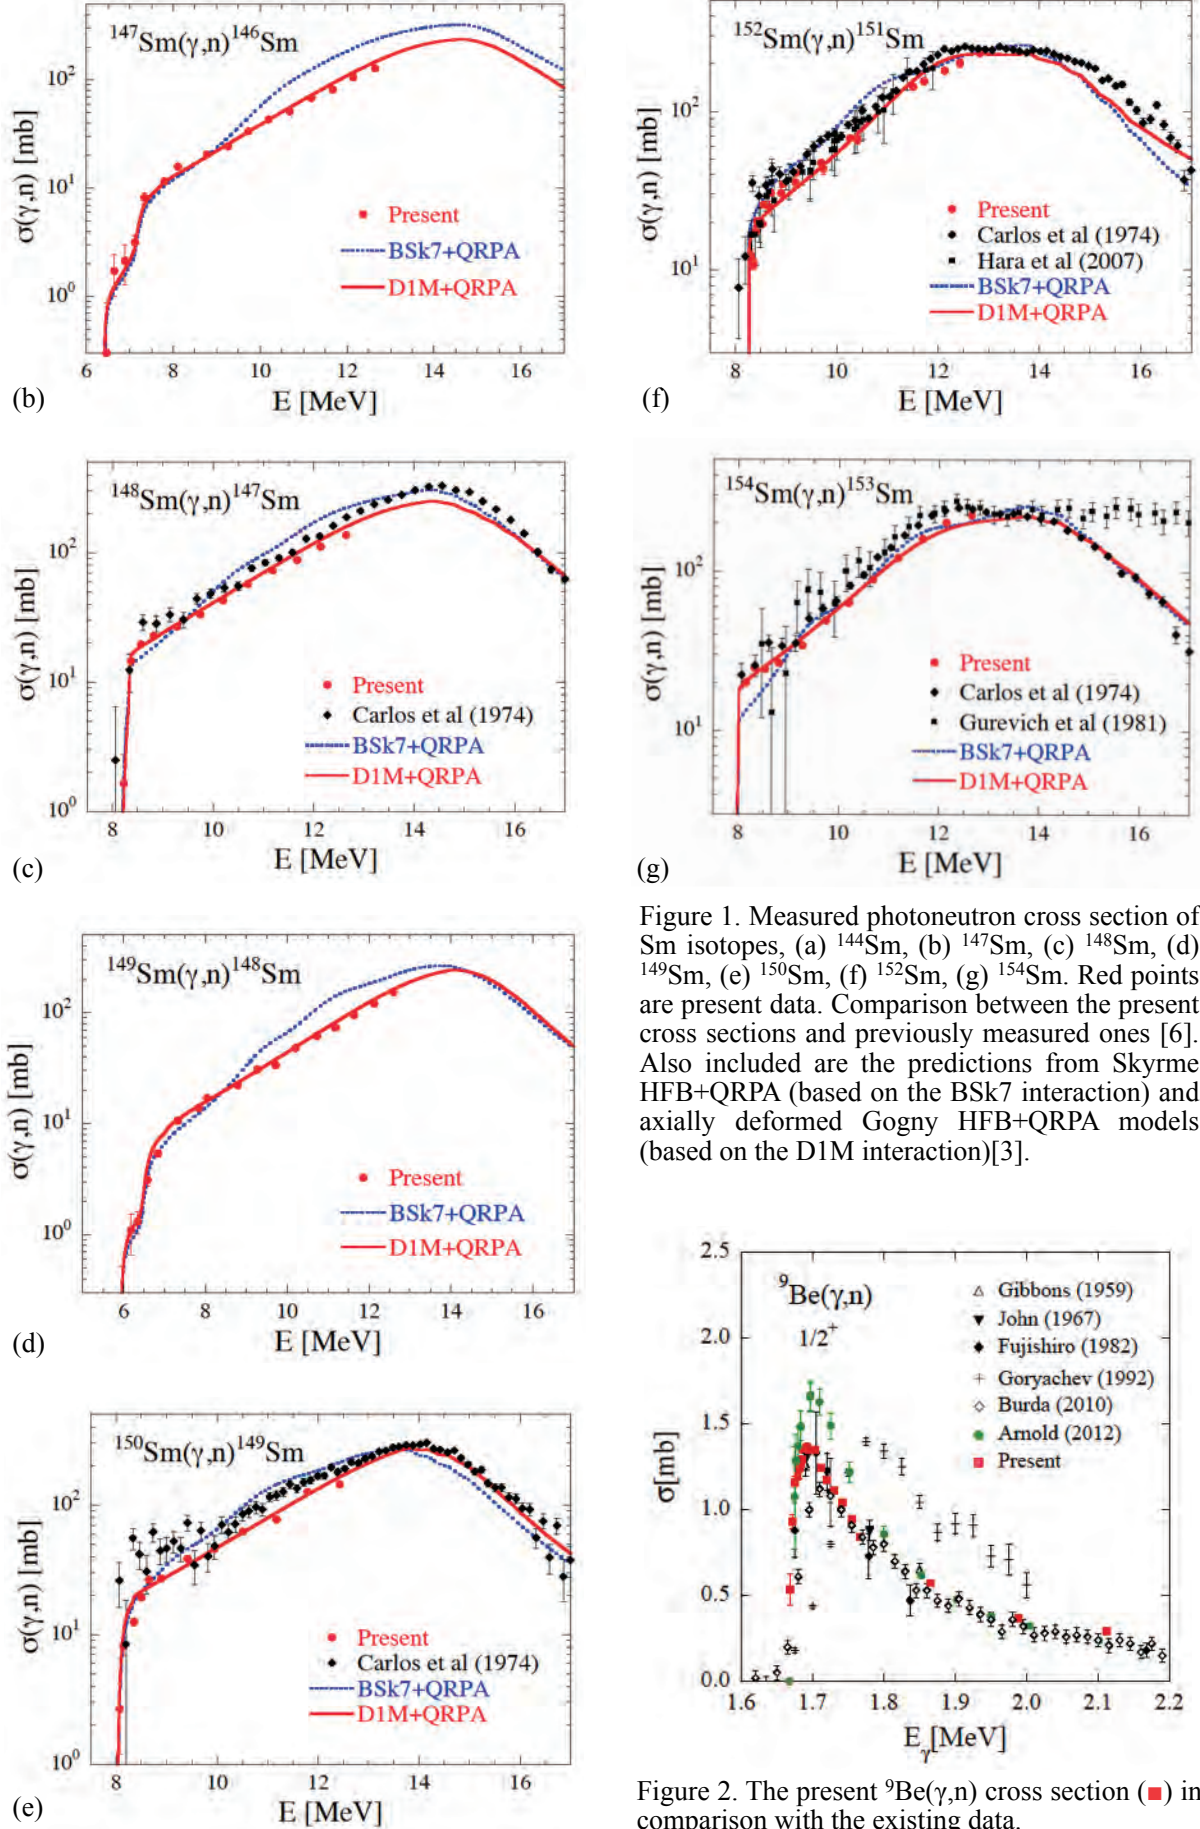 ¹⁴⁷Sm(γ,n)¹⁴⁶Sm
10²
10¹
10⁰
σ(γ,n) [mb]
Present
BSk7+QRPA
D1M+QRPA
6 8 10 12 14 16
E [MeV]
(b)
¹⁴⁸Sm(γ,n)¹⁴⁷Sm
10²
10¹
10⁰
σ(γ,n) [mb]
Present
Carlos et al (1974)
BSk7+QRPA
D1M+QRPA
8 10 12 14 16
E [MeV]
(c)
¹⁴⁹Sm(γ,n)¹⁴⁸Sm
10²
10¹
10⁰
σ(γ,n) [mb]
Present
BSk7+QRPA
D1M+QRPA
6 8 10 12 14 16
E [MeV]
(d)
¹⁵⁰Sm(γ,n)¹⁴⁹Sm
10²
10¹
10⁰
σ(γ,n) [mb]
Present
Carlos et al (1974)
BSk7+QRPA
D1M+QRPA
8 10 12 14 16
E [MeV]
(e)
¹⁵²Sm(γ,n)¹⁵¹Sm
10²
10¹
σ(γ,n) [mb]
Present
Carlos et al (1974)
Hara et al (2007)
BSk7+QRPA
D1M+QRPA
8 10 12 14 16
E [MeV]
(f)
¹⁵⁴Sm(γ,n)¹⁵³Sm
10²
10¹
σ(γ,n) [mb]
Present
Carlos et al (1974)
Gurevich et al (1981)
BSk7+QRPA
D1M+QRPA
8 10 12 14 16
E [MeV]
(g)
Figure 1. Measured photoneutron cross section of
Sm isotopes, (a) ¹⁴⁴Sm, (b) ¹⁴⁷Sm, (c) ¹⁴⁸Sm, (d)
¹⁴⁹Sm, (e) ¹⁵⁰Sm, (f) ¹⁵²Sm, (g) ¹⁵⁴Sm. Red points
are present data. Comparison between the present
cross sections and previously measured ones [6].
Also included are the predictions from Skyrme
HFB+QRPA (based on the BSk7 interaction) and
axially deformed Gogny HFB+QRPA models
(based on the D1M interaction)[3].
⁹Be(γ,n)
1/2⁺
2.5
2.0
1.5
1.0
0.5
0.0
σ[mb]
Gibbons (1959)
John (1967)
Fujishiro (1982)
Goryachev (1992)
Burda (2010)
Arnold (2012)
Present
1.6 1.7 1.8 1.9 2.0 2.1 2.2
Eγ[MeV]
Figure 2. The present ⁹Be(γ,n) cross section (■) in
comparison with the existing data.